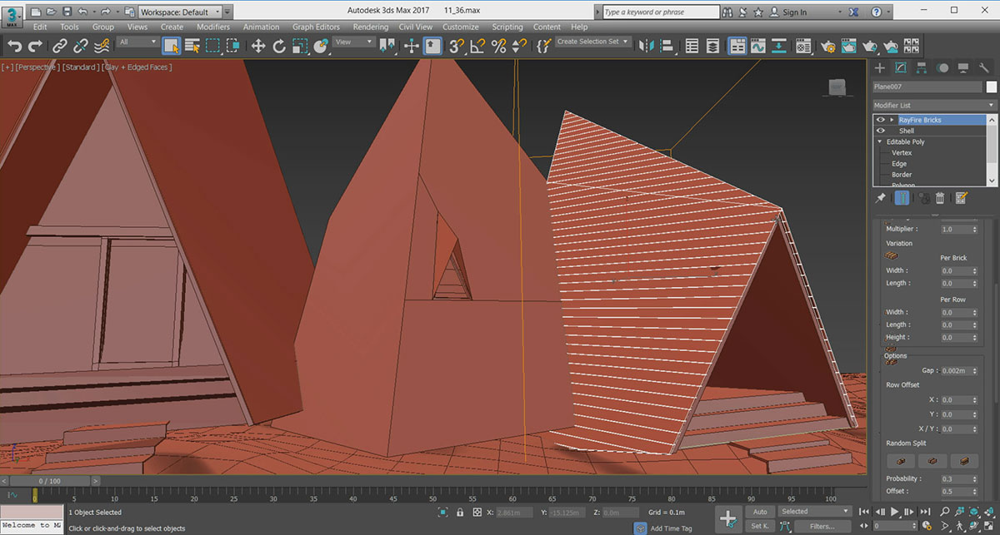 3
MAX
Workspace: Default
Autodesk 3ds Max 2017 11_36.max
Type a keyword or phrase
Sign In
Edit Tools Group Views Create Modifiers Animation Graph Editors Rendering Civil View Customize Scripting Content Help
All
View
Create Selection Set
[+] [Perspective] [Standard] [Clay + Edged Faces]
Plane007
Modifier List
RayFire Bricks
Shell
Editable Poly
Vertex
Edge
Border
Polygon
Multiplier : 1.0
Variation
Per Brick
Width : 0.0
Length : 0.0
Per Row
Width : 0.0
Length : 0.0
Height : 0.0
Options
Gap : 0.002m
Row Offset
X : 0.0
Y : 0.0
X / Y : 0.0
Random Split
Probability : 0.3
Offset : 0.5
< 0 / 100 >
0 5 10 15 20 25 30 35 40 45 50 55 60 65 70 75 80 85 90 95 100
1 Object Selected
X: 2.861m Y: -15.125m Z: 0.0m Grid = 0.1m
Auto Selected
Welcome to M
Click or click-and-drag to select objects
Add Time Tag
Set K. Filters...
0